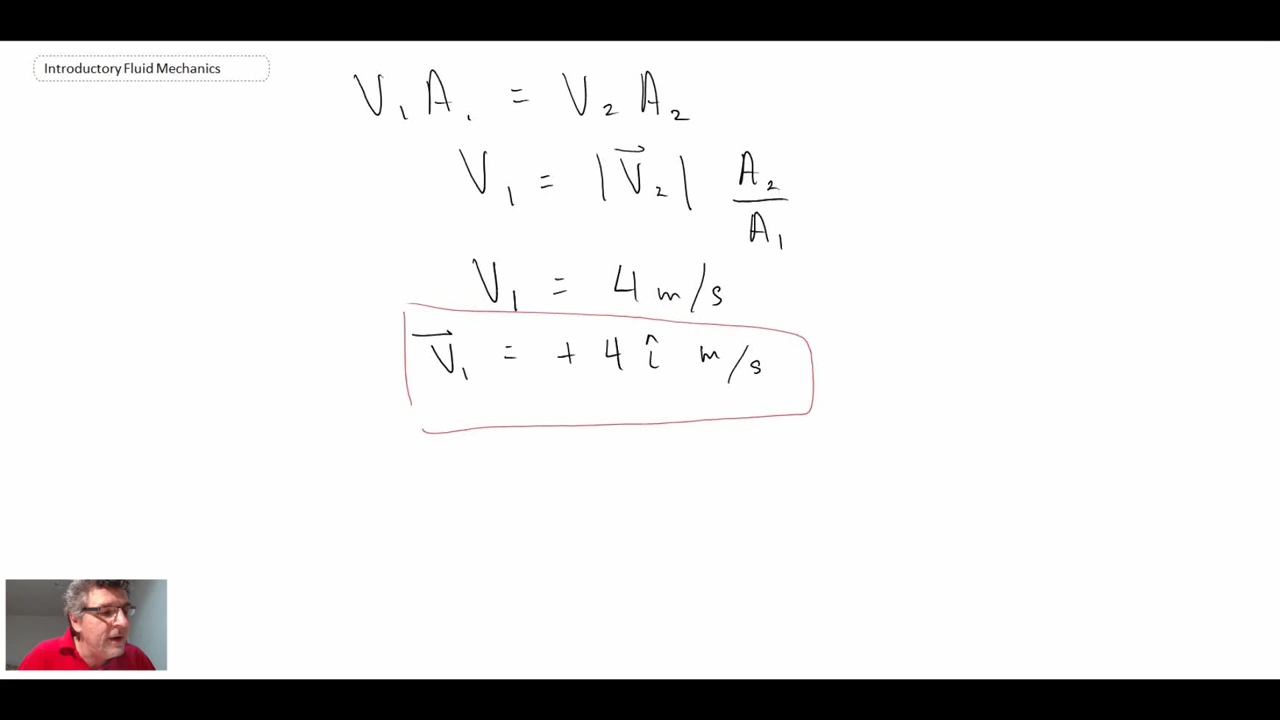 Introductory Fluid Mechanics
V₁A₁ = V₂A₂
V₁ = |V⃗₂| A₂/A₁
V₁ = 4 m/s
V⃗₁ = + 4 î m/s